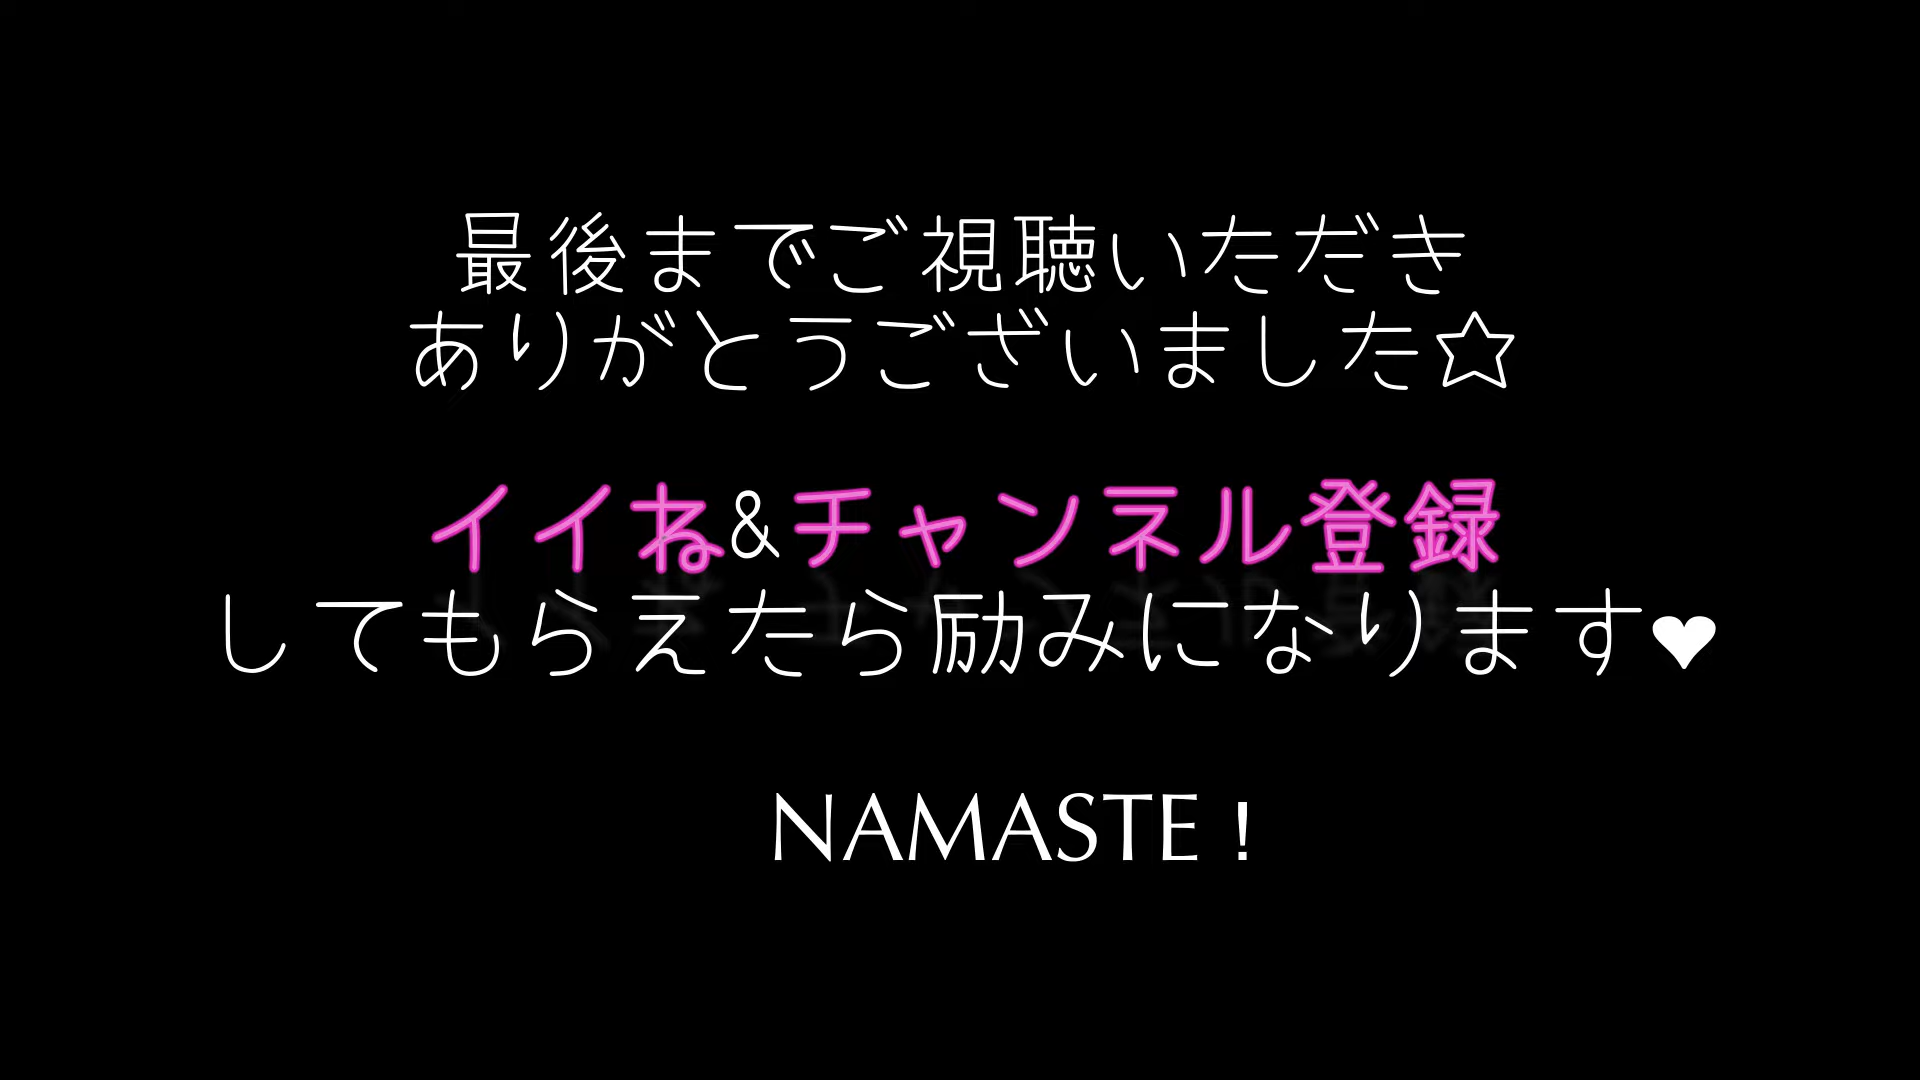 最後までご視聴いただき
ありがとうございました☆
イイね&チャンネル登録
してもらえたら励みになります♥
NAMASTE！